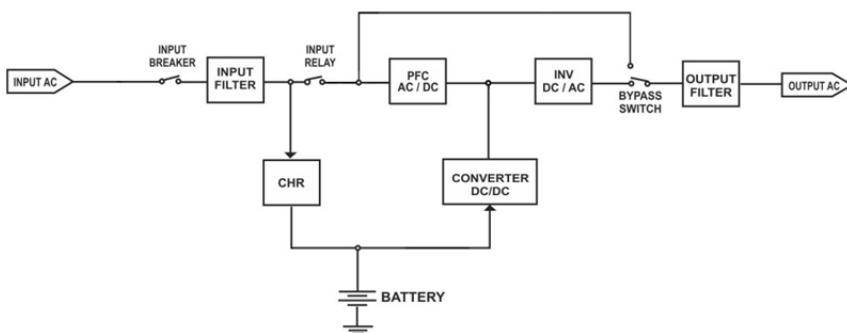 INPUT AC
INPUT
BREAKER
INPUT
FILTER
INPUT
RELAY
PFC
AC / DC
INV
DC / AC
BYPASS
SWITCH
OUTPUT
FILTER
OUTPUT AC
CHR
CONVERTER
DC/DC
BATTERY